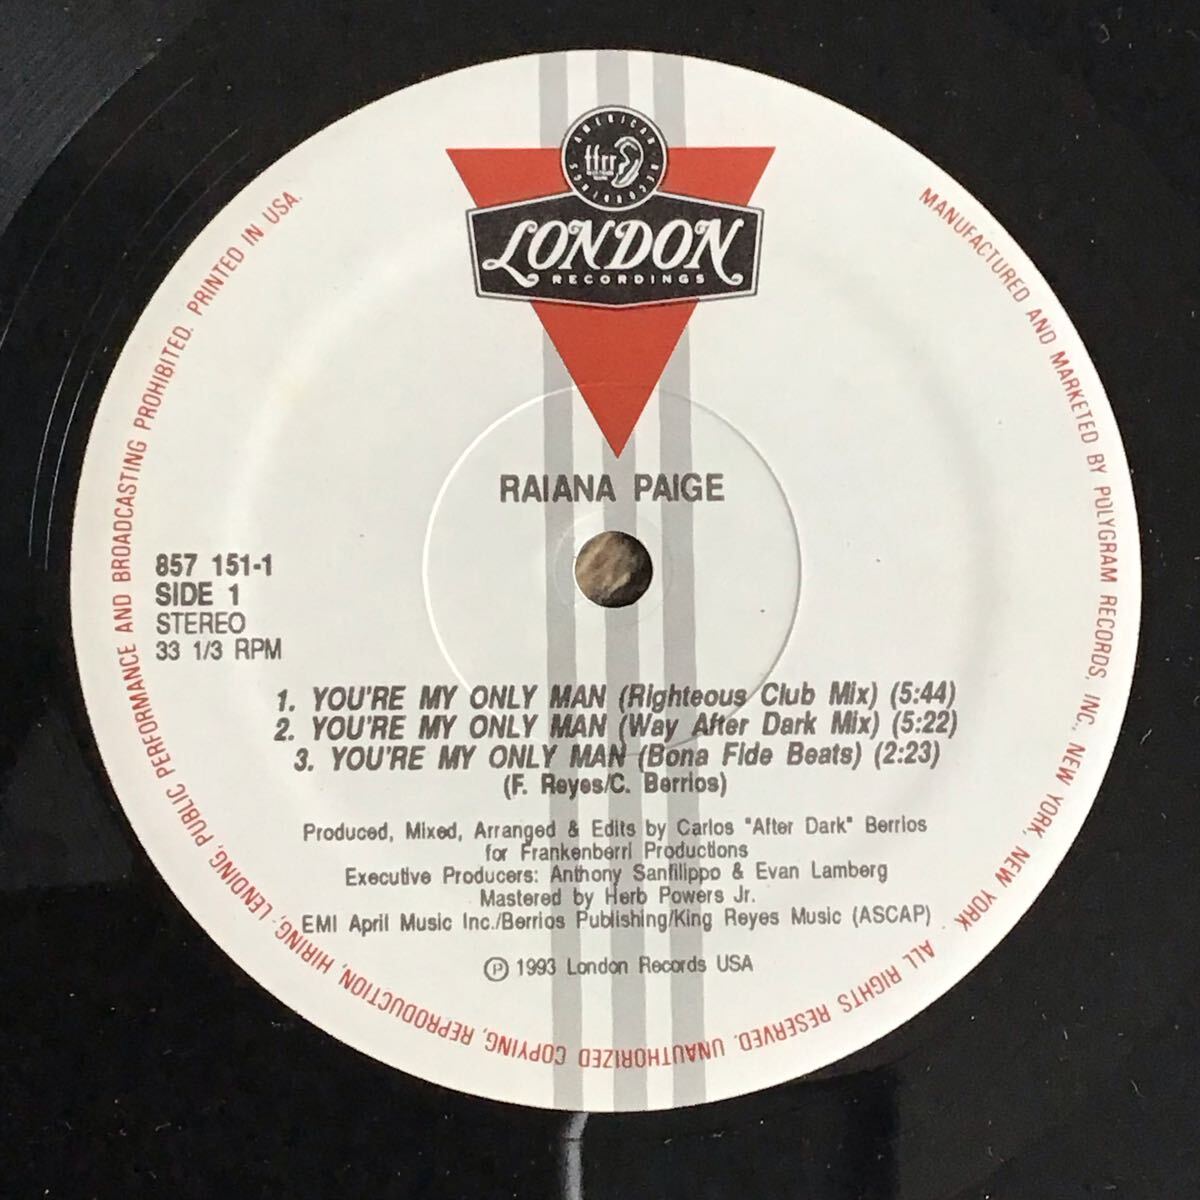 AMERICAN RECORDINGS
ffrr
LONDON
RECORDINGS
RAIANA PAIGE
857 151-1
SIDE 1
STEREO
33 1/3 RPM
1. YOU'RE MY ONLY MAN (Righteous Club Mix) (5:44)
2. YOU'RE MY ONLY MAN (Way After Dark Mix) (5:22)
3. YOU'RE MY ONLY MAN (Bona Fide Beats) (2:23)
(F. Reyes/C. Berrios)
Produced, Mixed, Arranged & Edits by Carlos "After Dark" Berrios
for Frankenberri Productions
Executive Producers: Anthony Sanfilippo & Evan Lamberg
Mastered by Herb Powers Jr.
EMI April Music Inc./Berrios Publishing/King Reyes Music (ASCAP)
℗ 1993 London Records USA
MANUFACTURED AND MARKETED BY POLYGRAM RECORDS, INC., NEW YORK, NEW YORK. ALL RIGHTS RESERVED. UNAUTHORIZED COPYING, REPRODUCTION, HIRING, LENDING, PUBLIC PERFORMANCE AND BROADCASTING PROHIBITED. PRINTED IN USA.